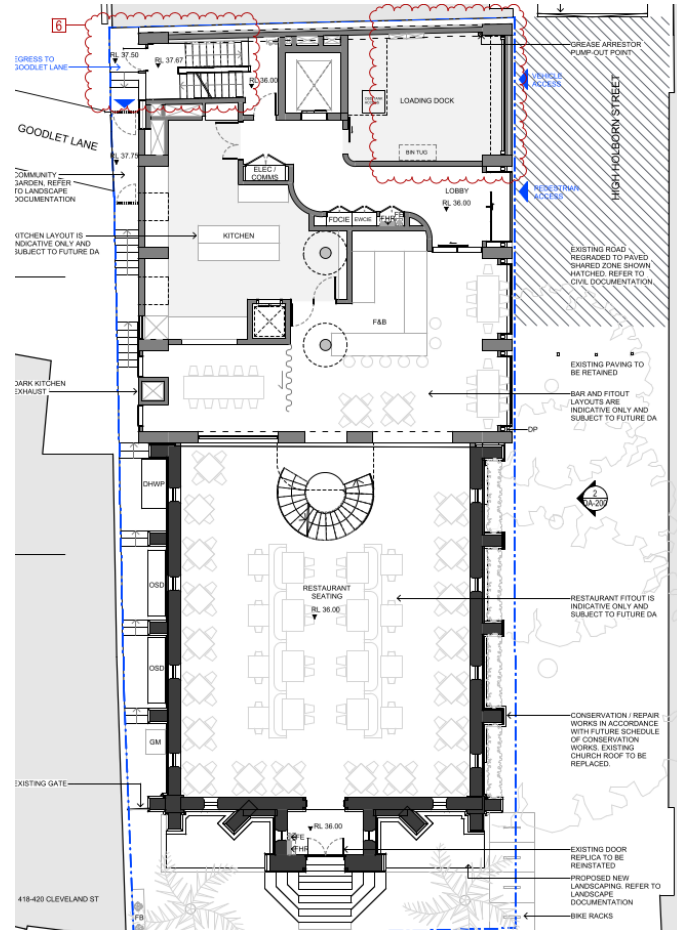 6
RL 37.50
EGRESS TO
GOODLET LANE
RL 37.67
RL 36.00
GREASE ARRESTOR
PUMP-OUT POINT
VEHICLE
ACCESS
LOADING DOCK
HIGH HOLBORN STREET
GOODLET LANE
BIN TUG
RL 37.75
ELEC /
COMMS
COMMUNITY
GARDEN, REFER
TO LANDSCAPE
DOCUMENTATION
LOBBY
RL 36.00
PEDESTRIAN
ACCESS
FDCIE
EWCIE
FHR
FE
KITCHEN LAYOUT IS
INDICATIVE ONLY AND
SUBJECT TO FUTURE DA
KITCHEN
EXISTING ROAD
REGRADED TO PAVED
SHARED ZONE SHOWN
HATCHED. REFER TO
CIVIL DOCUMENTATION
F&B
EXISTING PAVING TO
BE RETAINED
DARK KITCHEN
EXHAUST
BAR AND FITOUT
LAYOUTS ARE
INDICATIVE ONLY AND
SUBJECT TO FUTURE DA
DP
DHWP
2
DA-200
OSD
RESTAURANT
SEATING
RL 36.00
RESTAURANT FITOUT IS
INDICATIVE ONLY AND
SUBJECT TO FUTURE DA
OSD
GM
CONSERVATION / REPAIR
WORKS IN ACCORDANCE
WITH FUTURE SCHEDULE
OF CONSERVATION
WORKS. EXISTING
CHURCH ROOF TO BE
REPLACED.
EXISTING GATE
RL 36.00
FE
FHR
EXISTING DOOR
REPLICA TO BE
REINSTATED
PROPOSED NEW
LANDSCAPING. REFER TO
LANDSCAPE
DOCUMENTATION
418-420 CLEVELAND ST
FB
BIKE RACKS